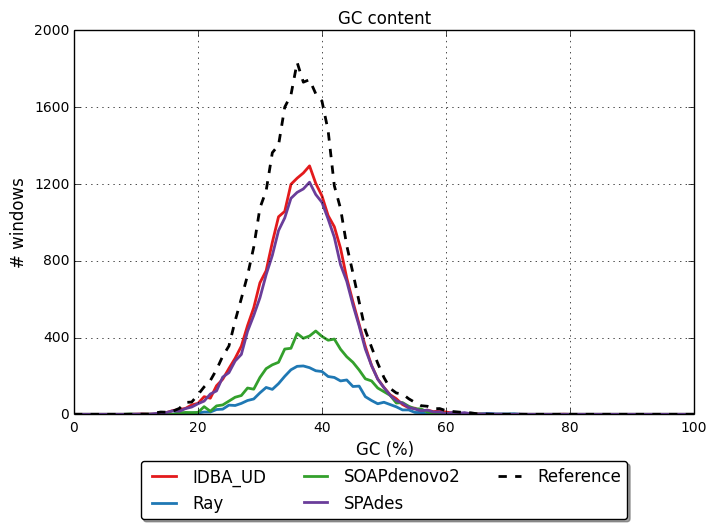 GC content
2000
1600
1200
800
400
0
# windows
0 20 40 60 80 100
GC (%)
IDBA_UD SOAPdenovo2 Reference
Ray SPAdes